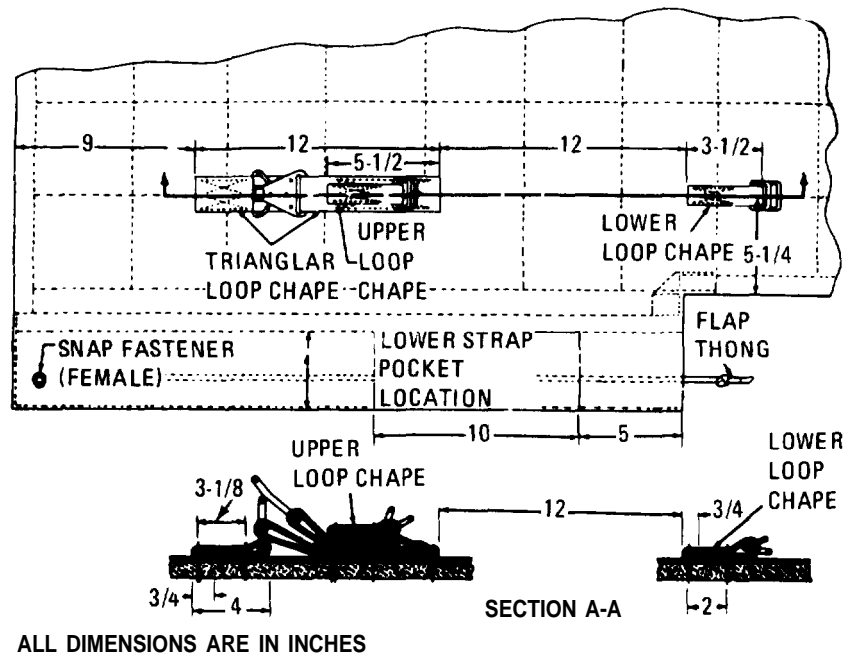 9
12
12
3-1/2
5-1/2
UPPER
LOOP
CHAPE
TRIANGLAR
LOOP CHAPE
LOWER
LOOP CHAPE
5-1/4
SNAP FASTENER
(FEMALE)
LOWER STRAP
POCKET
LOCATION
FLAP
THONG
10
5
UPPER
LOOP CHAPE
LOWER
LOOP
CHAPE
3-1/8
12
3/4
3/4
4
2
SECTION A-A
ALL DIMENSIONS ARE IN INCHES